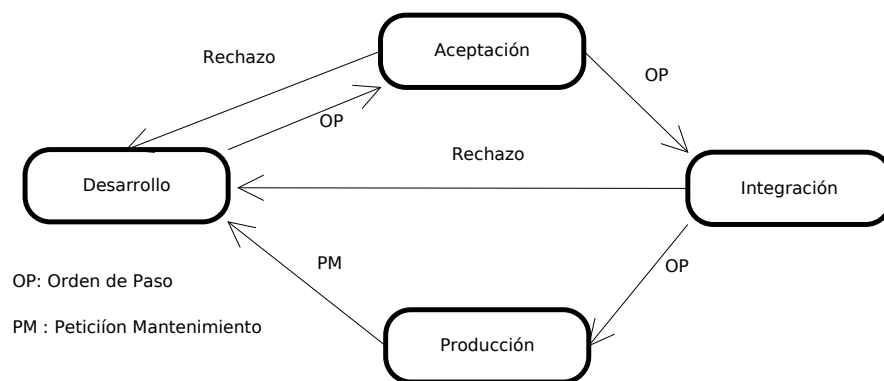 Aceptación
Rechazo
OP
OP
Rechazo
Desarrollo
Integración
PM
OP
OP: Orden de Paso
PM : Peticiíon Mantenimiento
Producción